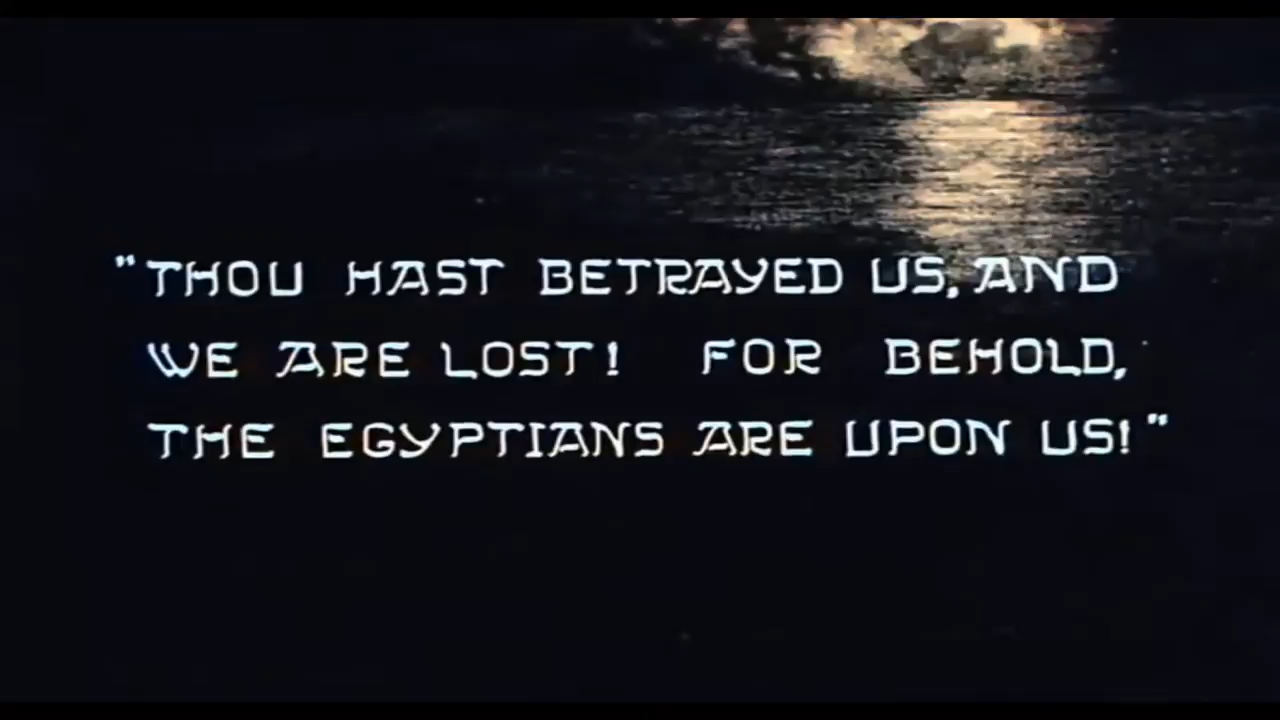 "THOU HAST BETRAYED US, AND
WE ARE LOST! FOR BEHOLD,
THE EGYPTIANS ARE UPON US!"